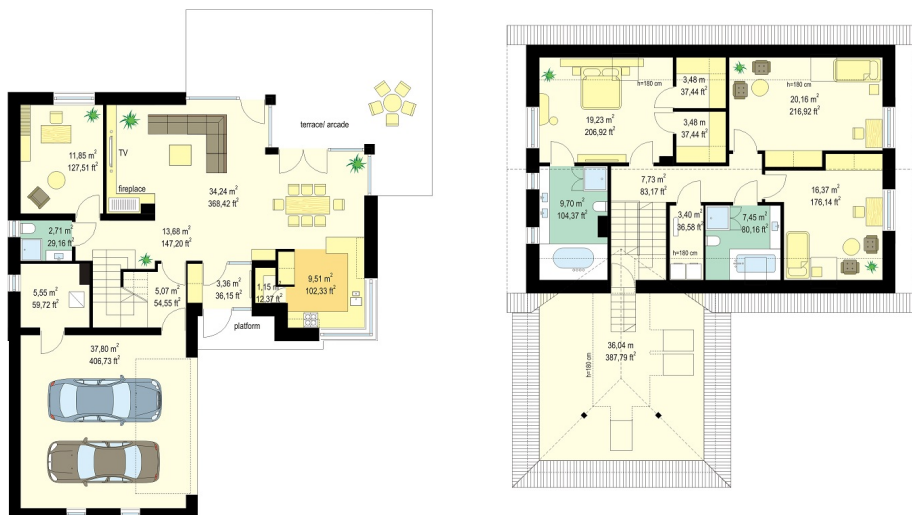 11,85 m²
127,51 ft²
TV
fireplace
34,24 m²
368,42 ft²
terrace/ arcade
2,71 m²
29,16 ft²
13,68 m²
147,20 ft²
5,55 m²
59,72 ft²
5,07 m²
54,55 ft²
3,36 m²
36,15 ft²
1,15 m²
12,37 ft²
9,51 m²
102,33 ft²
platform
37,80 m²
406,73 ft²
h=180 cm
19,23 m²
206,92 ft²
3,48 m
37,44 ft²
3,48 m
37,44 ft²
h=180 cm
20,16 m²
216,92 ft²
9,70 m²
104,37 ft²
7,73 m²
83,17 ft²
3,40 m²
36,58 ft²
h=180 cm
7,45 m²
80,16 ft²
16,37 m²
176,14 ft²
36,04 m
387,79 ft²
h=180 cm